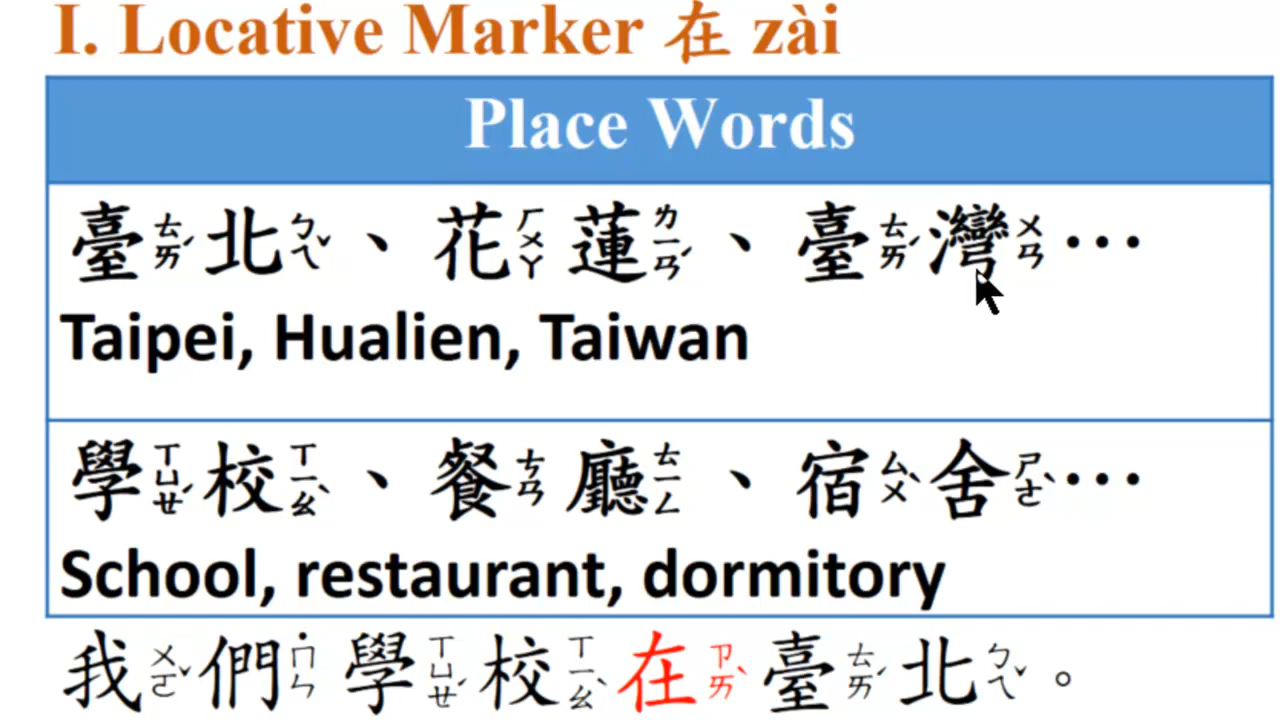 I. Locative Marker 在 zài
Place Words
臺ㄊㄞˊ北ㄅㄟˇ、花ㄏㄨㄚ蓮ㄌㄧㄢˊ、臺ㄊㄞˊ灣ㄨㄢ…
Taipei, Hualien, Taiwan
學ㄒㄩㄝˊ校ㄒㄧㄠˋ、餐ㄘㄢ廳ㄊㄧㄥ、宿ㄙㄨˋ舍ㄕㄜˋ…
School, restaurant, dormitory
我ㄨㄛˇ們˙ㄇㄣ學ㄒㄩㄝˊ校ㄒㄧㄠˋ在ㄗㄞˋ臺ㄊㄞˊ北ㄅㄟˇ。